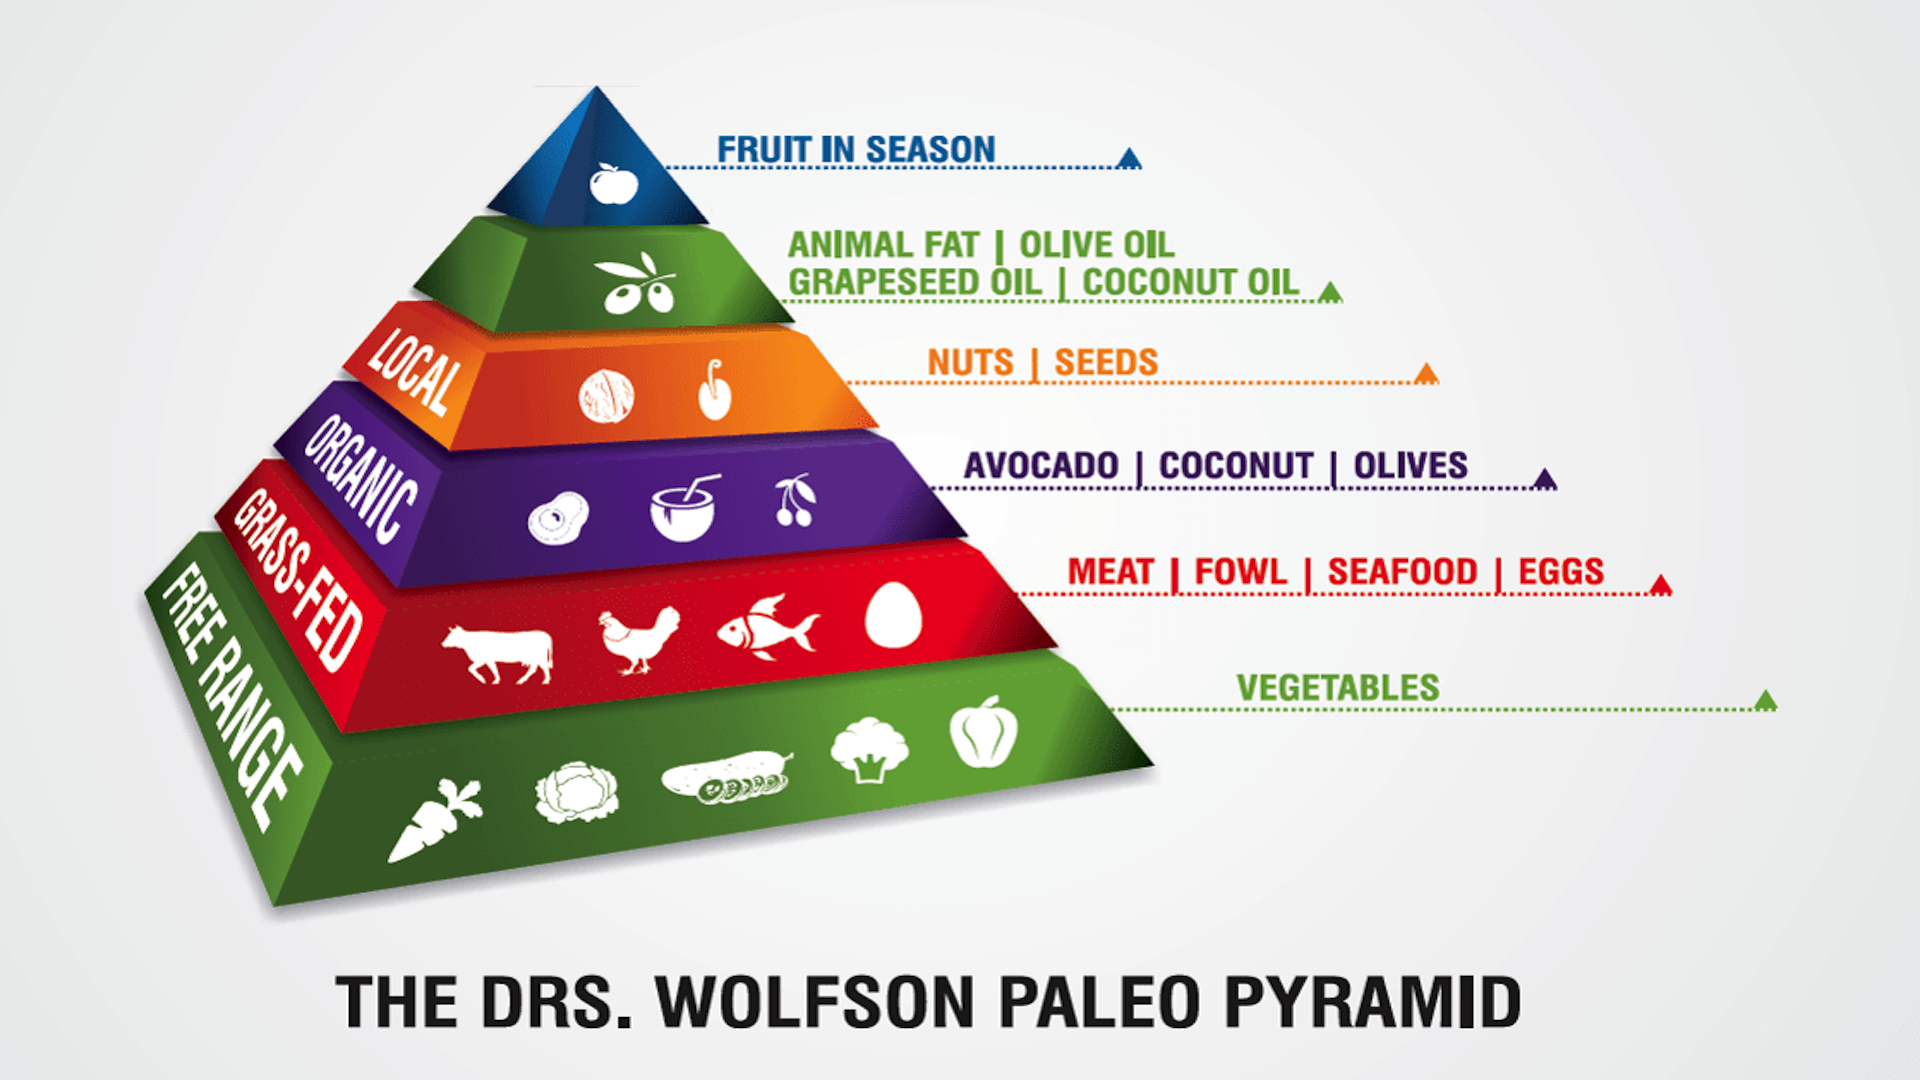 FRUIT IN SEASON
ANIMAL FAT | OLIVE OIL
GRAPESEED OIL | COCONUT OIL
LOCAL
NUTS | SEEDS
ORGANIC
AVOCADO | COCONUT | OLIVES
GRASS-FED
MEAT | FOWL | SEAFOOD | EGGS
FREE RANGE
VEGETABLES
THE DRS. WOLFSON PALEO PYRAMID